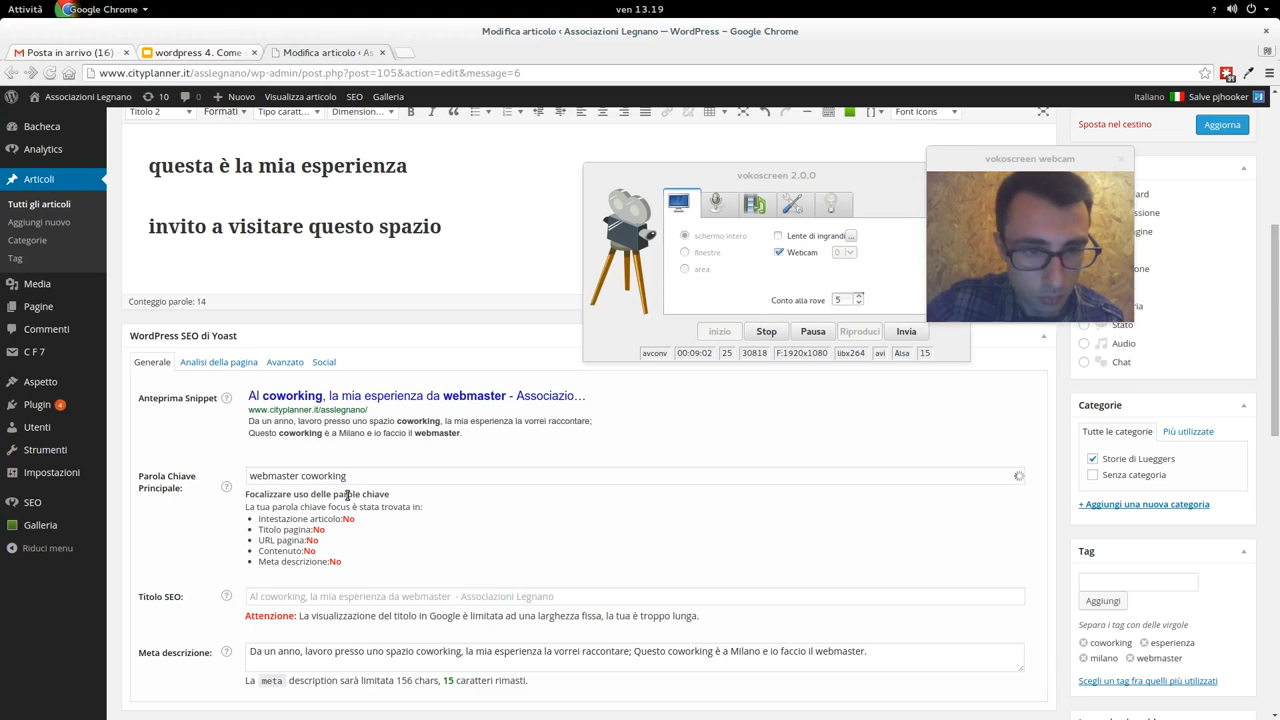 Attività
Google Chrome
ven 13.19
Modifica articolo ‹ Associazioni Legnano — WordPress – Google Chrome
Posta in arrivo (16)
wordpress 4. Come
Modifica articolo ‹ As
www.cityplanner.it/asslegnano/wp-admin/post.php?post=105&action=edit&message=6
Associazioni Legnano
10
0
Nuovo
Visualizza articolo
SEO
Galleria
Italiano
Salve pjhooker
Bacheca
Analytics
Articoli
Tutti gli articoli
Aggiungi nuovo
Categorie
Tag
Media
Pagine
Commenti
C F 7
Aspetto
Plugin 4
Utenti
Strumenti
Impostazioni
SEO
Galleria
Riduci menu
Titolo 2
Formati
Tipo caratt...
Dimension...
B
I
Font Icons
questa è la mia esperienza
invito a visitare questo spazio
Conteggio parole: 14
vokoscreen 2.0.0
schermo intero
finestre
area
Lente di ingrandi
...
Webcam
0
Conto alla rove
5
inizio
Stop
Pausa
Riproduci
Invia
avconv
00:09:02
25
30818
F:1920x1080
libx264
avi
Alsa
15
vokoscreen webcam
WordPress SEO di Yoast
Generale
Analisi della pagina
Avanzato
Social
Anteprima Snippet
Al coworking, la mia esperienza da webmaster - Associazio...
www.cityplanner.it/asslegnano/
Da un anno, lavoro presso uno spazio coworking, la mia esperienza la vorrei raccontare;
Questo coworking è a Milano e io faccio il webmaster.
Parola Chiave
Principale:
webmaster coworking
Focalizzare uso delle parole chiave
La tua parola chiave focus è stata trovata in:
Intestazione articolo:No
Titolo pagina:No
URL pagina:No
Contenuto:No
Meta descrizione:No
Titolo SEO:
Al coworking, la mia esperienza da webmaster - Associazioni Legnano
Attenzione: La visualizzazione del titolo in Google è limitata ad una larghezza fissa, la tua è troppo lunga.
Meta descrizione:
Da un anno, lavoro presso uno spazio coworking, la mia esperienza la vorrei raccontare; Questo coworking è a Milano e io faccio il webmaster.
La meta description sarà limitata 156 chars, 15 caratteri rimasti.
Sposta nel cestino
Aggiorna
Stato
Audio
Chat
Categorie
Tutte le categorie
Più utilizzate
Storie di Lueggers
Senza categoria
+ Aggiungi una nuova categoria
Tag
Aggiungi
Separa i tag con delle virgole
coworking
esperienza
milano
webmaster
Scegli un tag fra quelli più utilizzati